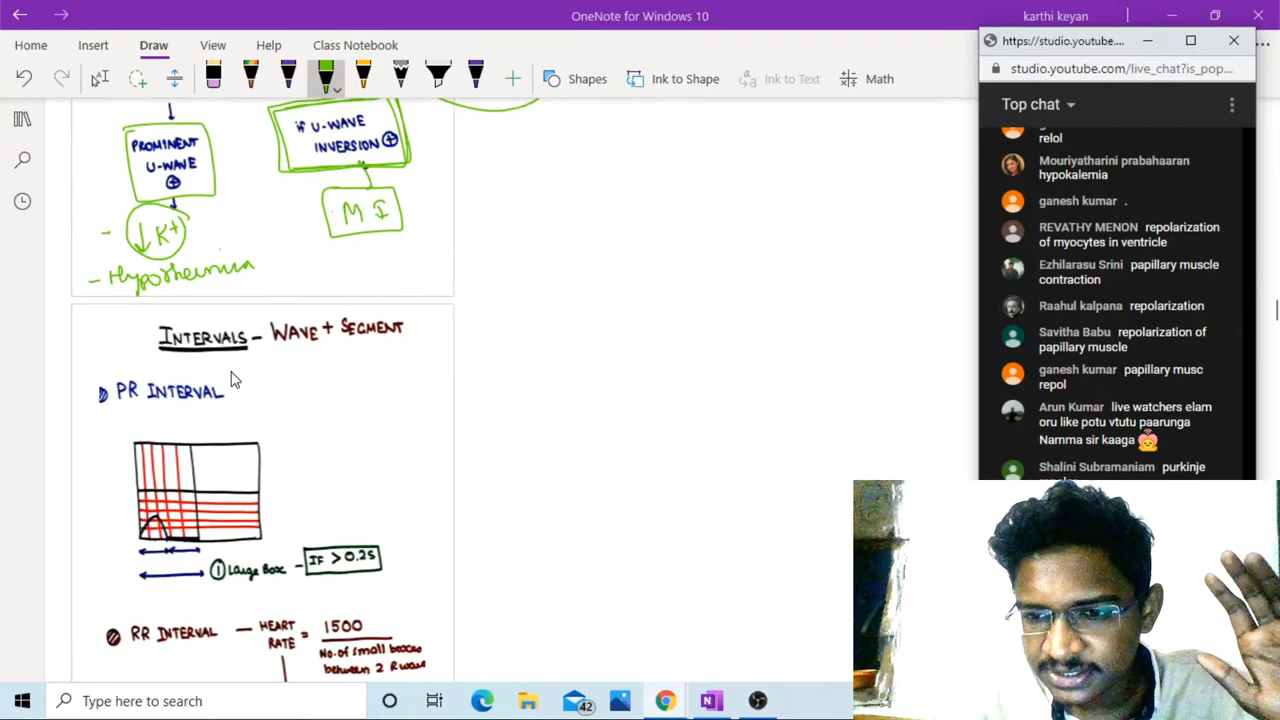 OneNote for Windows 10
karthi keyan
Home
Insert
Draw
View
Help
Class Notebook
Shapes
Ink to Shape
Ink to Text
Math
PROMINENT
U-WAVE
+
↓ K+
- Hypothermia
if U-WAVE
INVERSION +
MI
INTERVALS - WAVE + SEGMENT
PR INTERVAL
① Large Box - IF > 0.2S
RR INTERVAL - HEART RATE = 1500
No. of small boxes
between 2 R waves
https://studio.youtube....
studio.youtube.com/live_chat?is_pop...
Top chat
relol
Mouriyatharini prabahaaran
hypokalemia
ganesh kumar .
REVATHY MENON repolarization
of myocytes in ventricle
Ezhilarasu Srini papillary muscle
contraction
Raahul kalpana repolarization
Savitha Babu repolarization of
papillary muscle
ganesh kumar papillary musc
repol
Arun Kumar live watchers elam
oru like potu vtutu paarunga
Namma sir kaaga
Shalini Subramaniam purkinje
Type here to search
42